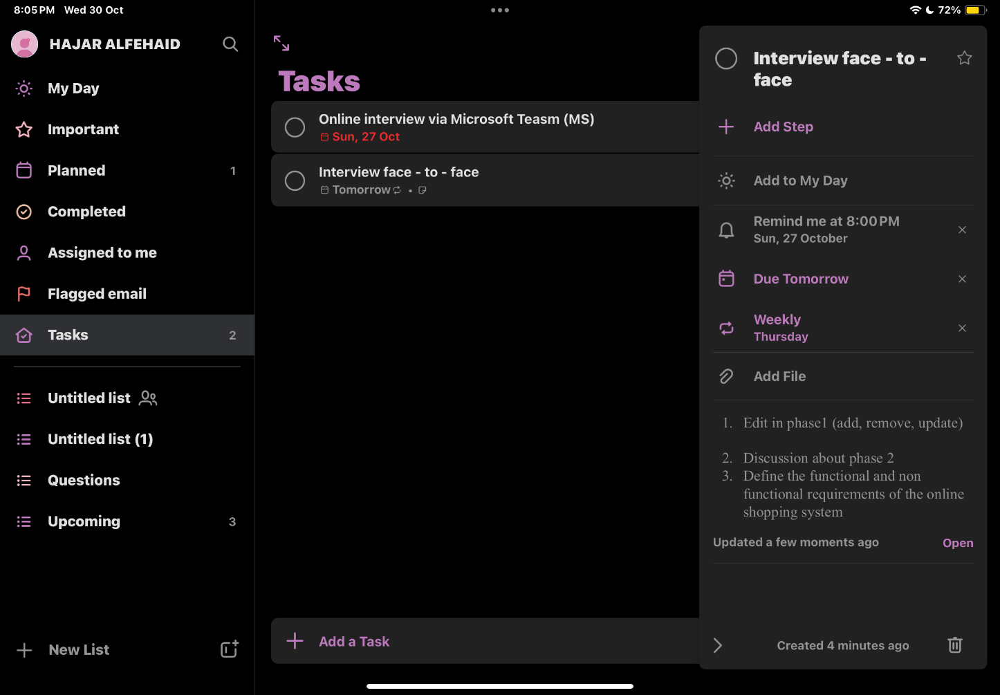 8:05 PM Wed 30 Oct
72%
HAJAR ALFEHAID
My Day
Important
Planned 1
Completed
Assigned to me
Flagged email
Tasks 2
Untitled list
Untitled list (1)
Questions
Upcoming 3
New List
Tasks
Online interview via Microsoft Teasm (MS)
Sun, 27 Oct
Interview face - to - face
Tomorrow •
Add a Task
Interview face - to -
face
Add Step
Add to My Day
Remind me at 8:00 PM
Sun, 27 October
Due Tomorrow
Weekly
Thursday
Add File
1. Edit in phase1 (add, remove, update)
2. Discussion about phase 2
3. Define the functional and non
functional requirements of the online
shopping system
Updated a few moments ago Open
Created 4 minutes ago